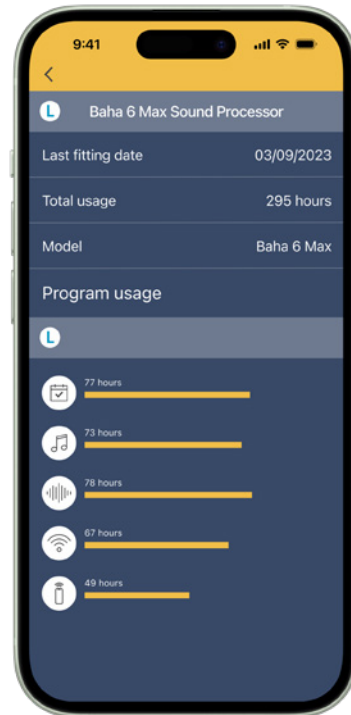 9:41
L Baha 6 Max Sound Processor
Last fitting date 03/09/2023
Total usage 295 hours
Model Baha 6 Max
Program usage
L
77 hours
73 hours
78 hours
67 hours
49 hours